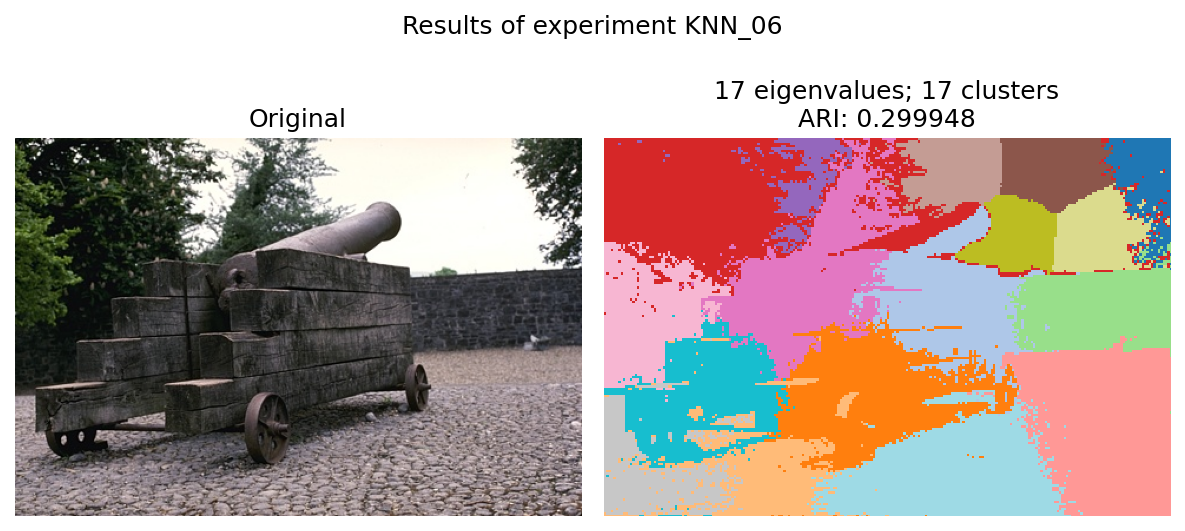 Results of experiment KNN_06
Original
17 eigenvalues; 17 clusters
ARI: 0.299948